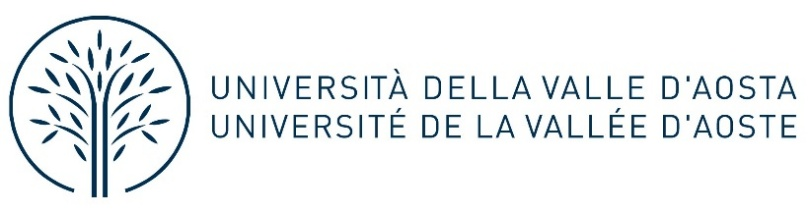 UNIVERSITÀ DELLA VALLE D'AOSTA
UNIVERSITÉ DE LA VALLÉE D'AOSTE